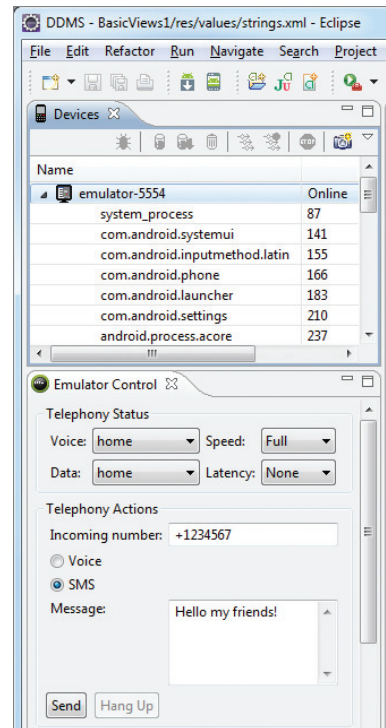 DDMS - BasicViews1/res/values/strings.xml - Eclipse
File Edit Refactor Run Navigate Search Project
Devices
Name
emulator-5554 Online
system_process 87
com.android.systemui 141
com.android.inputmethod.latin 155
com.android.phone 166
com.android.launcher 183
com.android.settings 210
android.process.acore 237
Emulator Control
Telephony Status
Voice: home Speed: Full
Data: home Latency: None
Telephony Actions
Incoming number: +1234567
Voice
SMS
Message: Hello my friends!
Send Hang Up